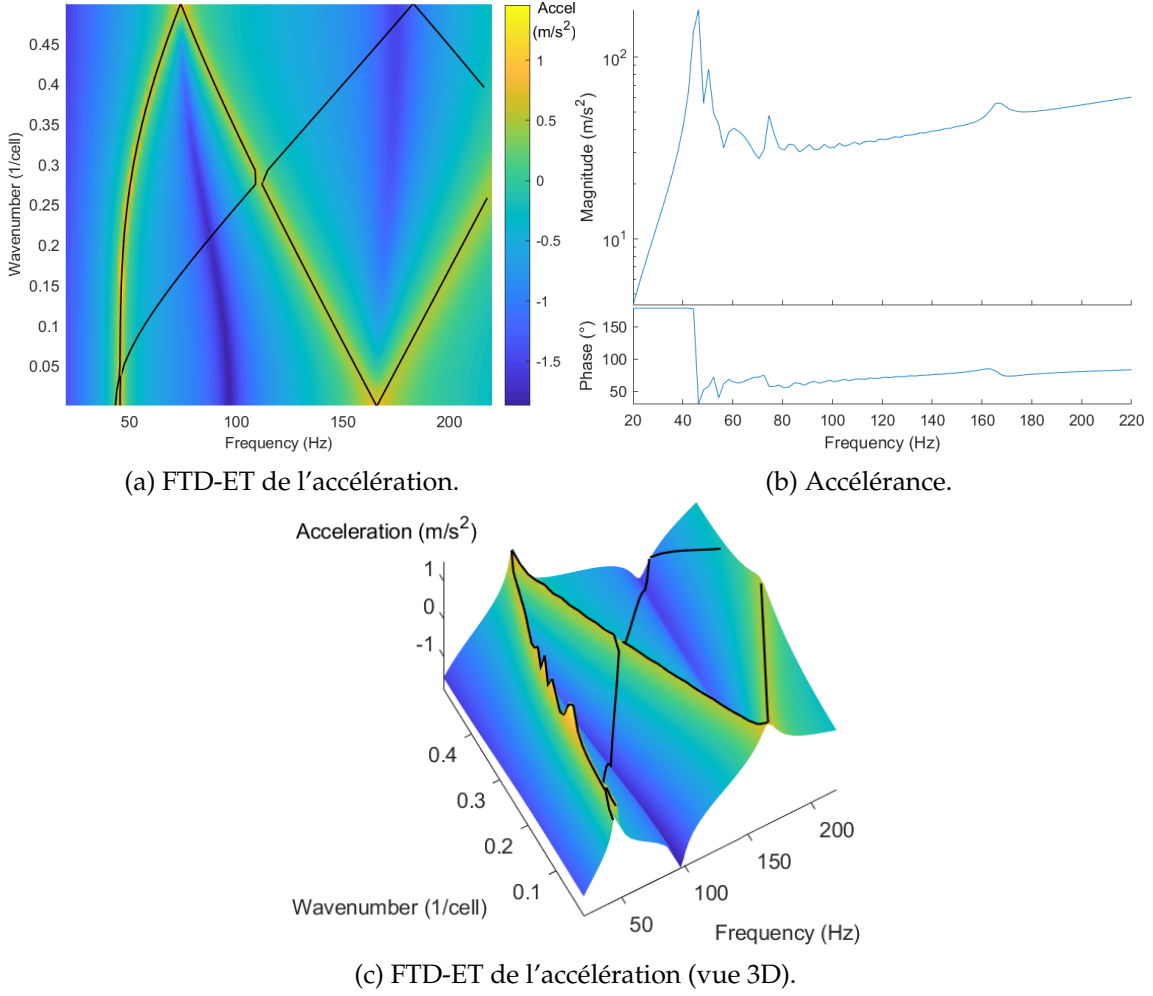 Accel
(m/s²)
0.45
0.4
0.35
0.3
0.25
0.2
0.15
0.1
0.05
Wavenumber (1/cell)
50
100
150
200
Frequency (Hz)
1
0.5
0
-0.5
-1
-1.5
(a) FTD-ET de l'accélération.
10²
10¹
Magnitude (m/s²)
150
100
50
Phase (°)
20 40 60 80 100 120 140 160 180 200 220
Frequency (Hz)
(b) Accélérance.
Acceleration (m/s²)
1
0
-1
0.4
0.3
0.2
0.1
Wavenumber (1/cell)
50
100
150
200
Frequency (Hz)
(c) FTD-ET de l'accélération (vue 3D).